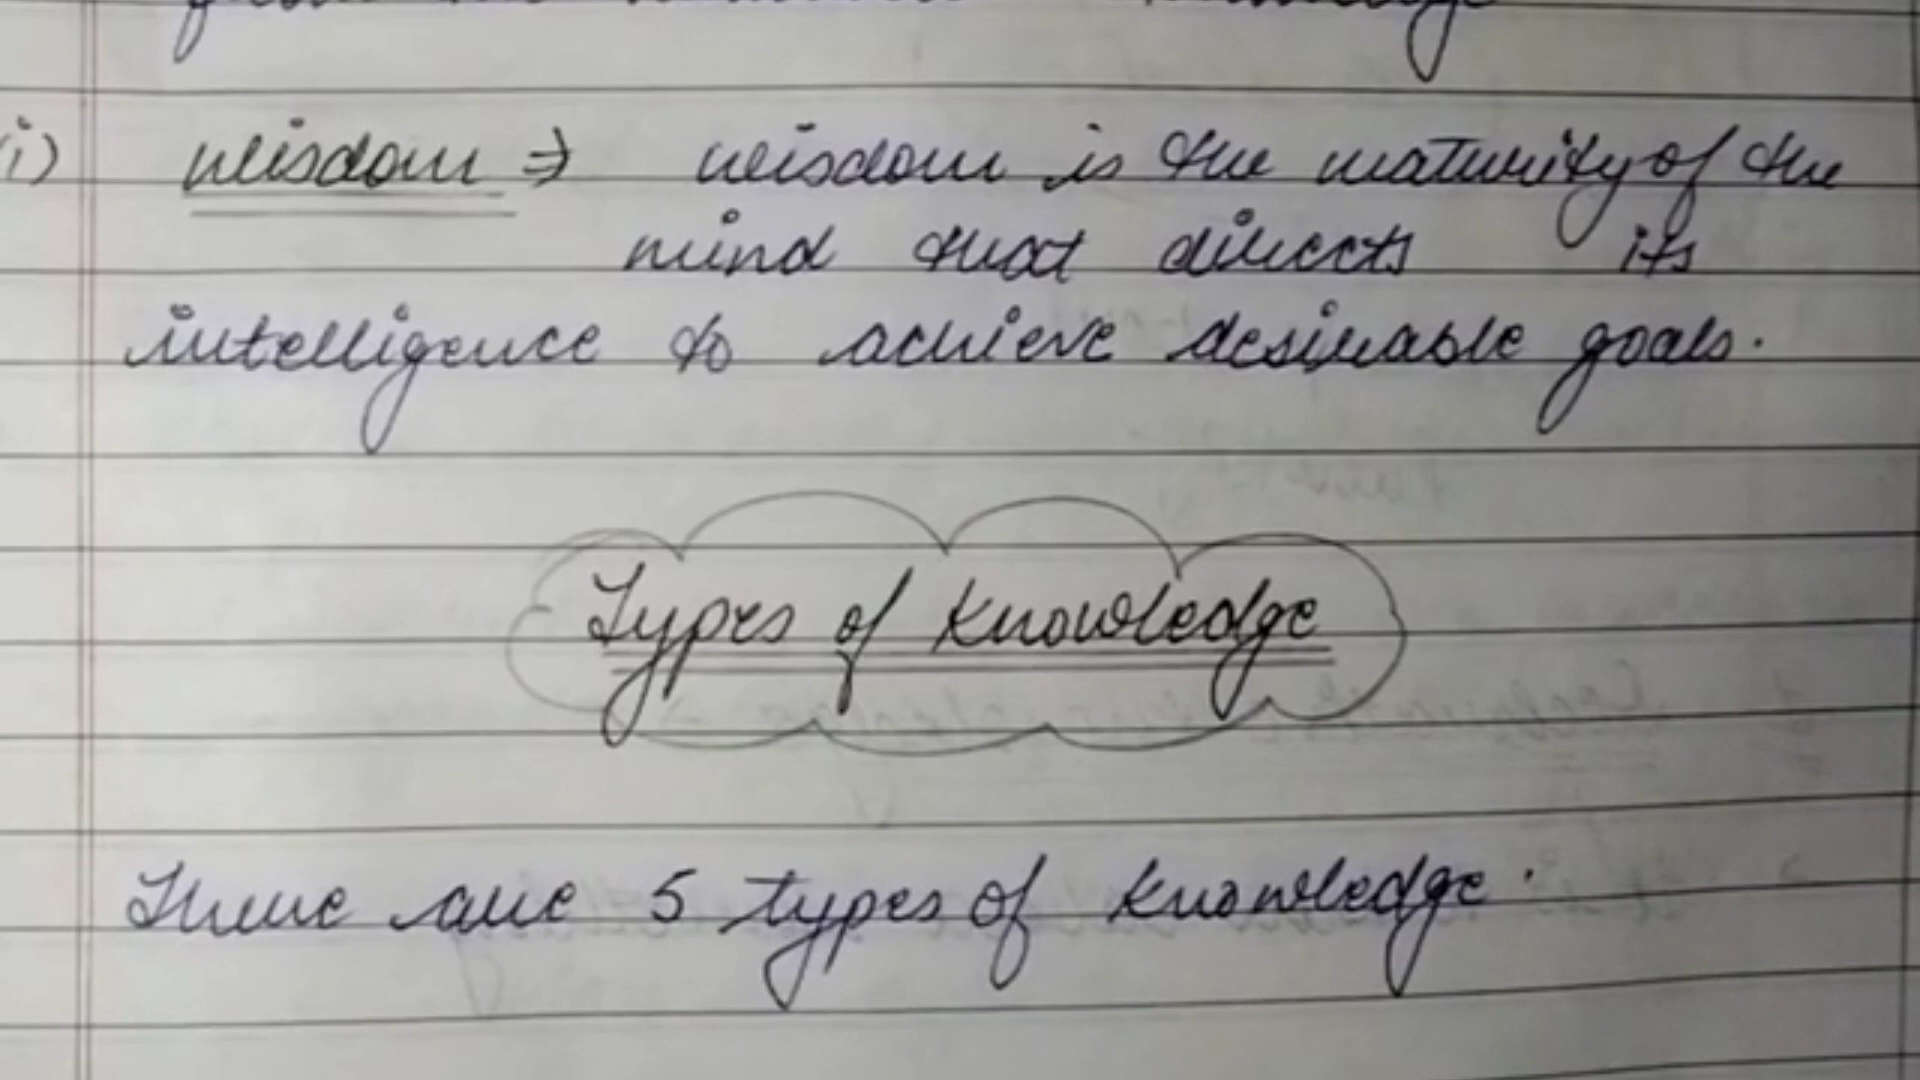 i) wisdom ⇒ wisdom is the maturity of the
mind that directs its
intelligence to achieve desirable goals.
Types of knowledge
There are 5 types of knowledge.